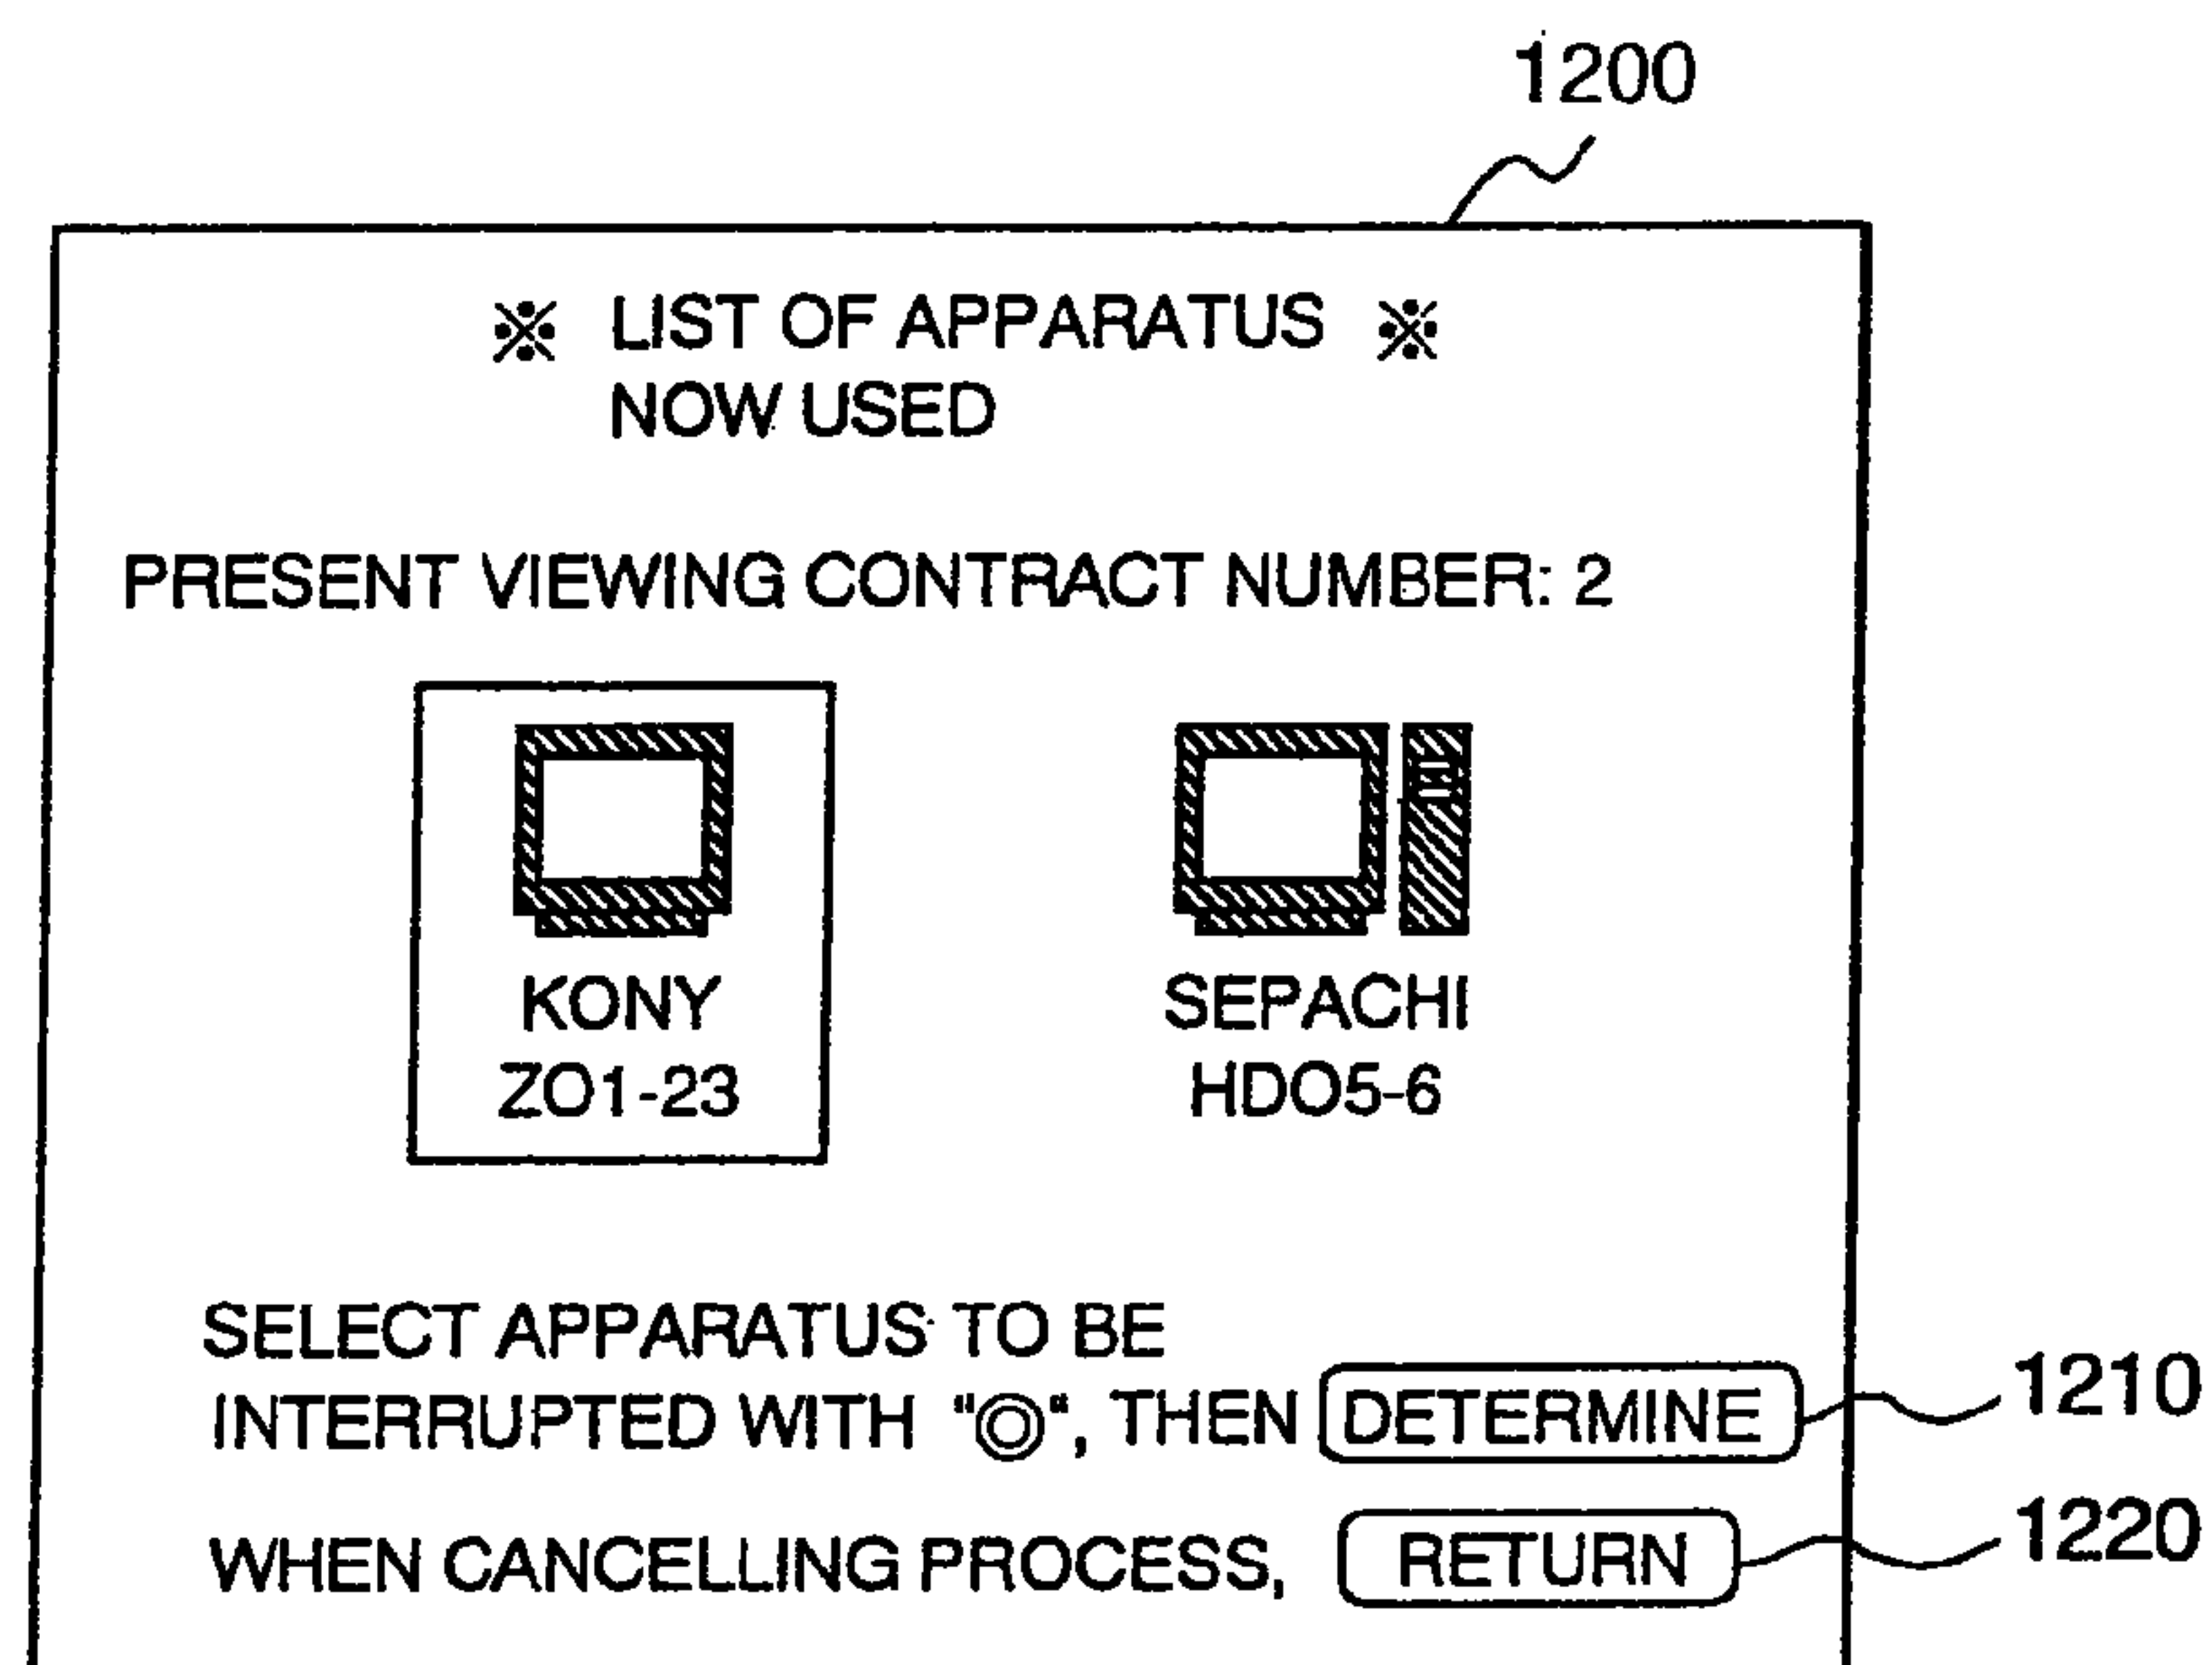 1200
※ LIST OF APPARATUS ※
NOW USED
PRESENT VIEWING CONTRACT NUMBER: 2
KONY
ZO1-23
SEPACHI
HDO5-6
SELECT APPARATUS TO BE
INTERRUPTED WITH "◎", THEN DETERMINE
1210
WHEN CANCELLING PROCESS, RETURN
1220